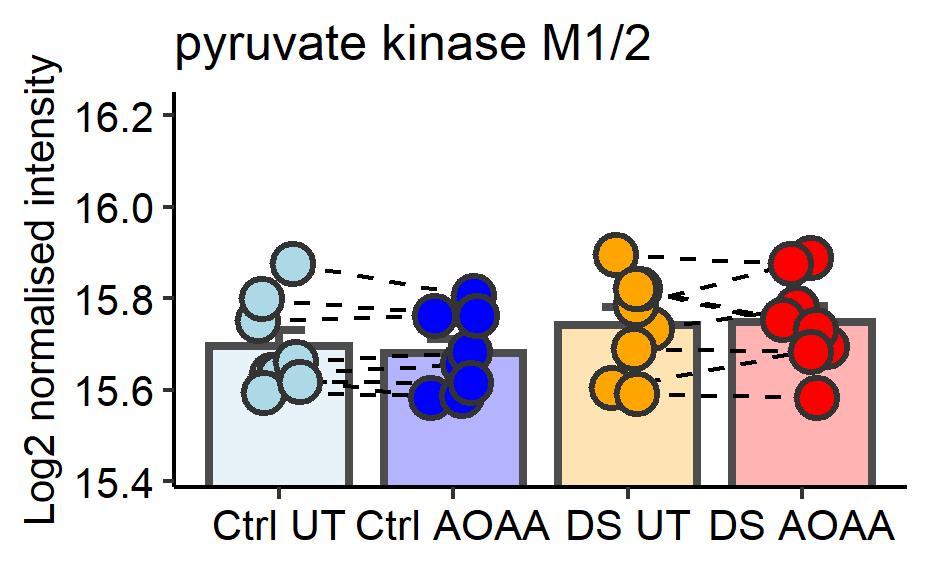 pyruvate kinase M1/2
Log2 normalised intensity
16.2
16.0
15.8
15.6
15.4
Ctrl UT Ctrl AOAA DS UT DS AOAA